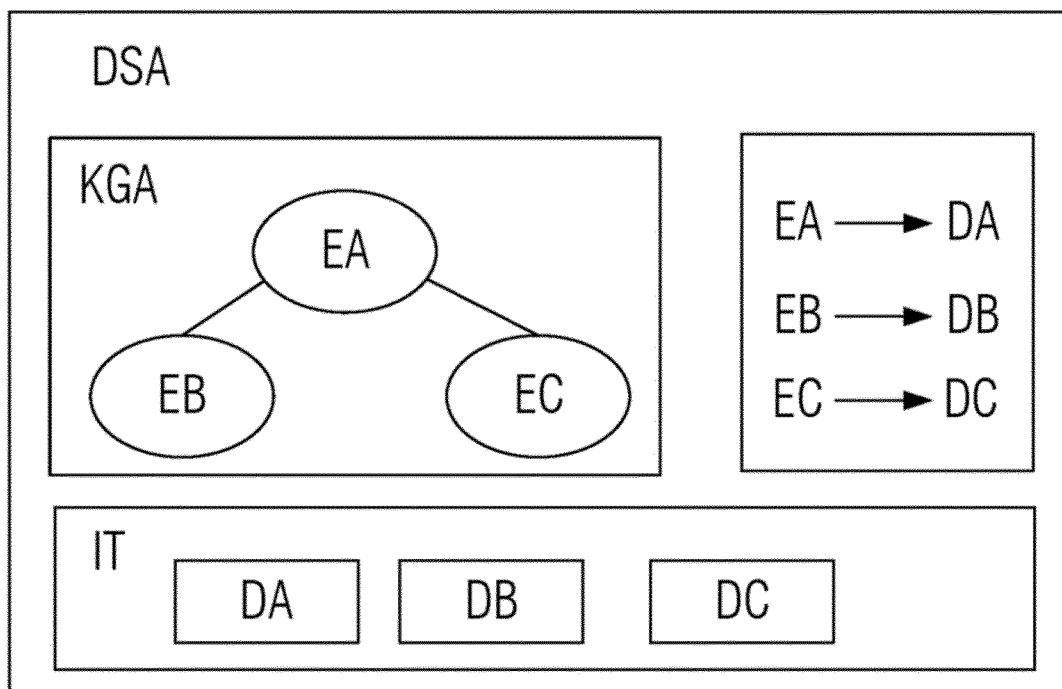 DSA
KGA
EA
EB
EC
EA → DA
EB → DB
EC → DC
IT
DA
DB
DC